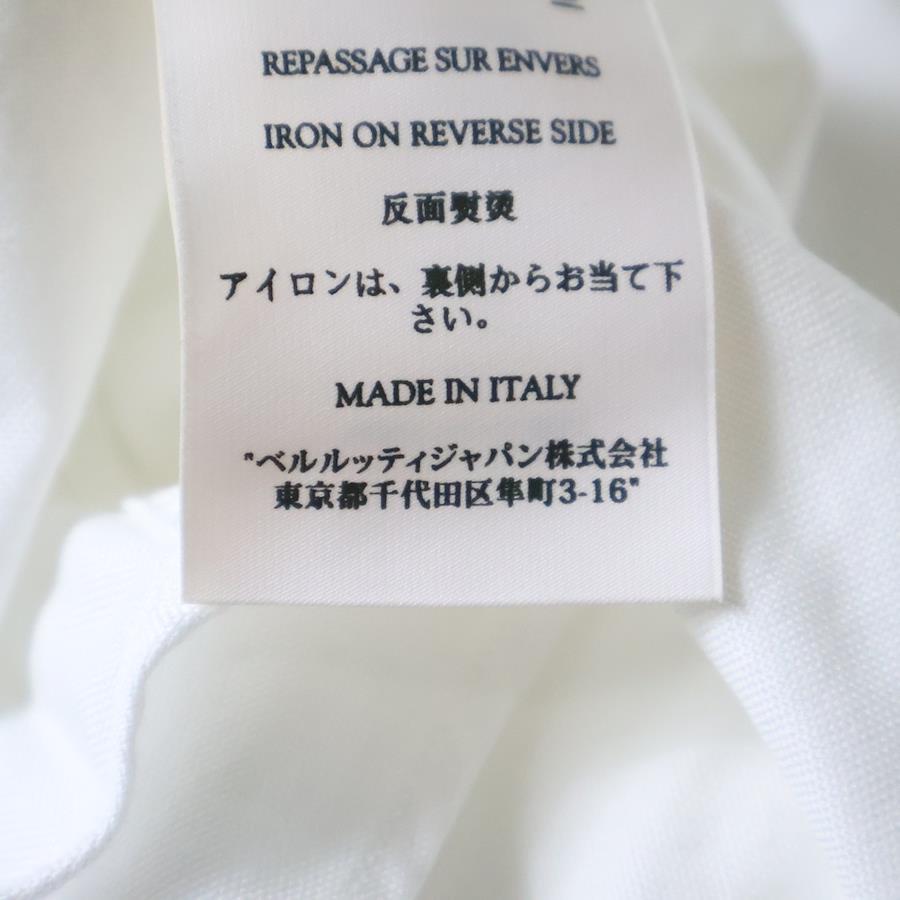 REPASSAGE SUR ENVERS
IRON ON REVERSE SIDE
反面熨烫
アイロンは、裏側からお当て下
さい。
MADE IN ITALY
"ベルルッティジャパン株式会社
東京都千代田区隼町3-16"